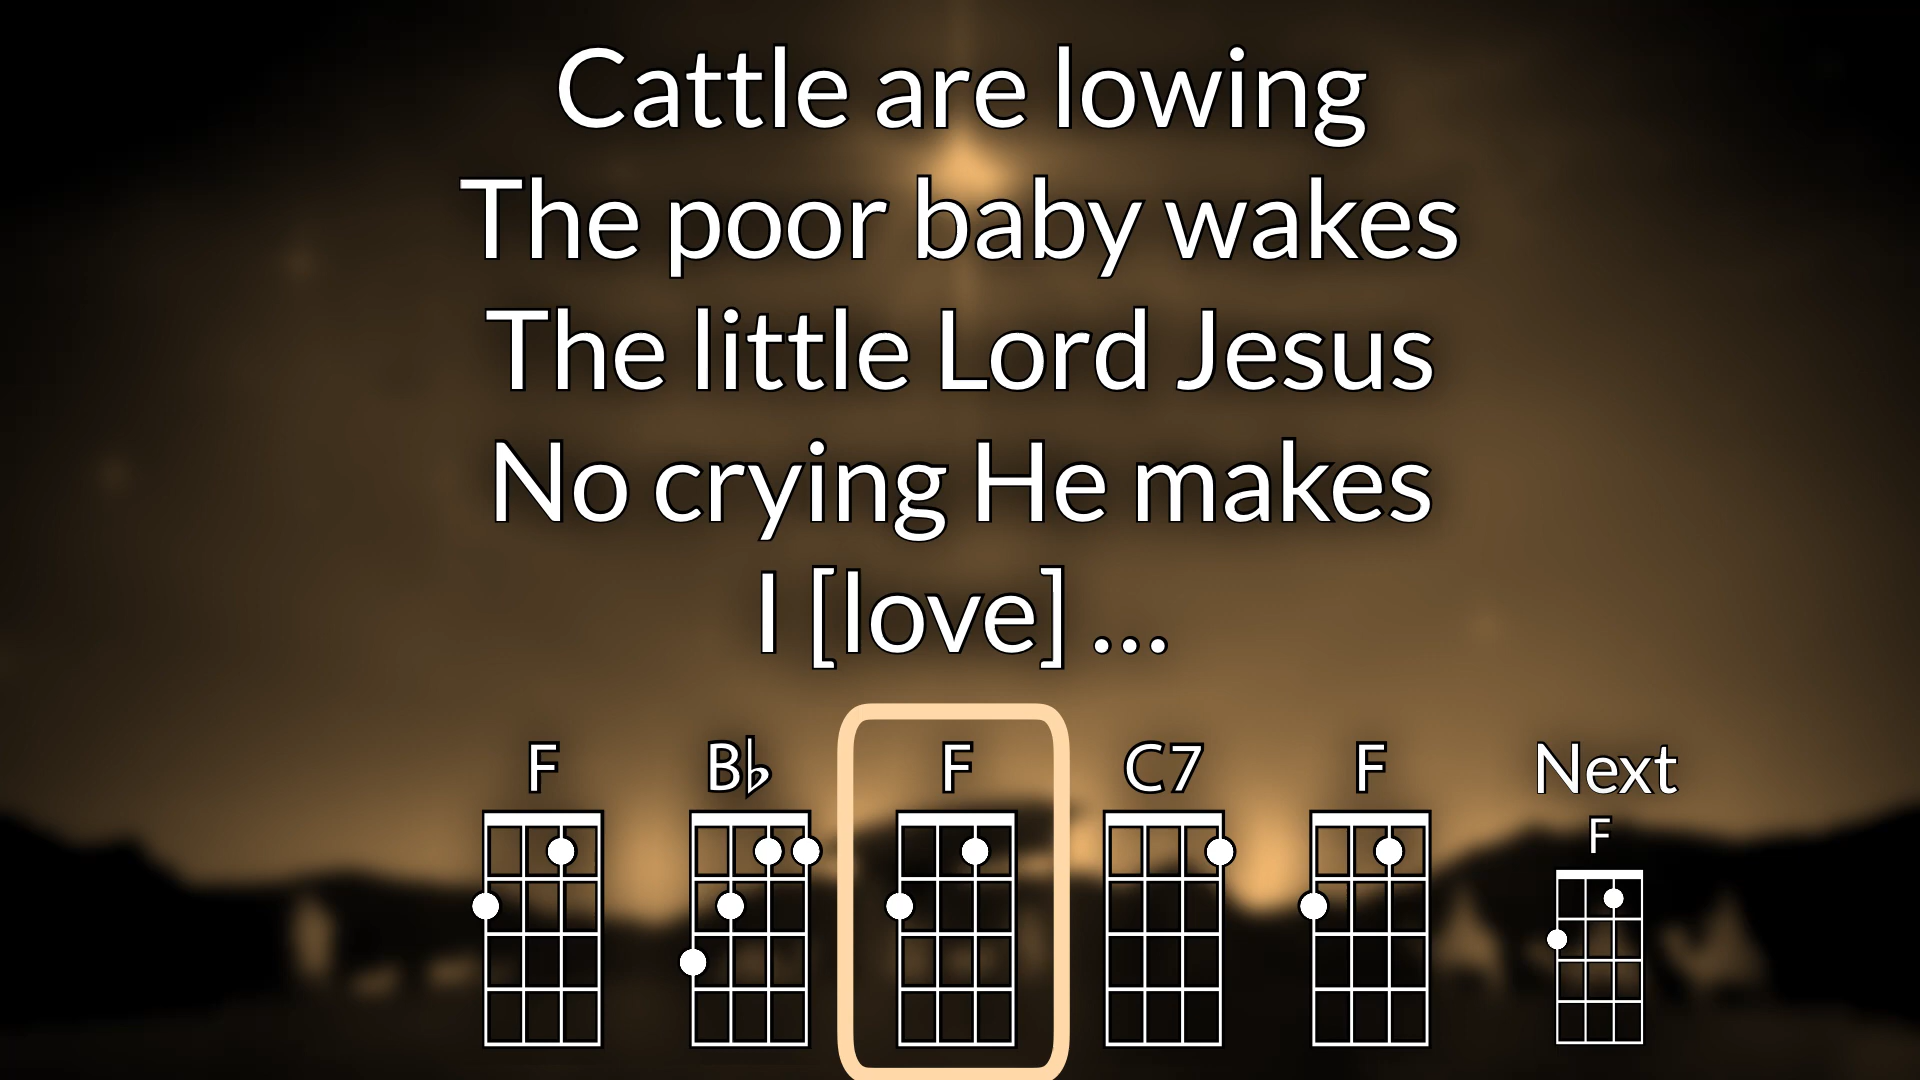 Cattle are lowing
The poor baby wakes
The little Lord Jesus
No crying He makes
I [love] ...
F B♭ F C7 F Next
F